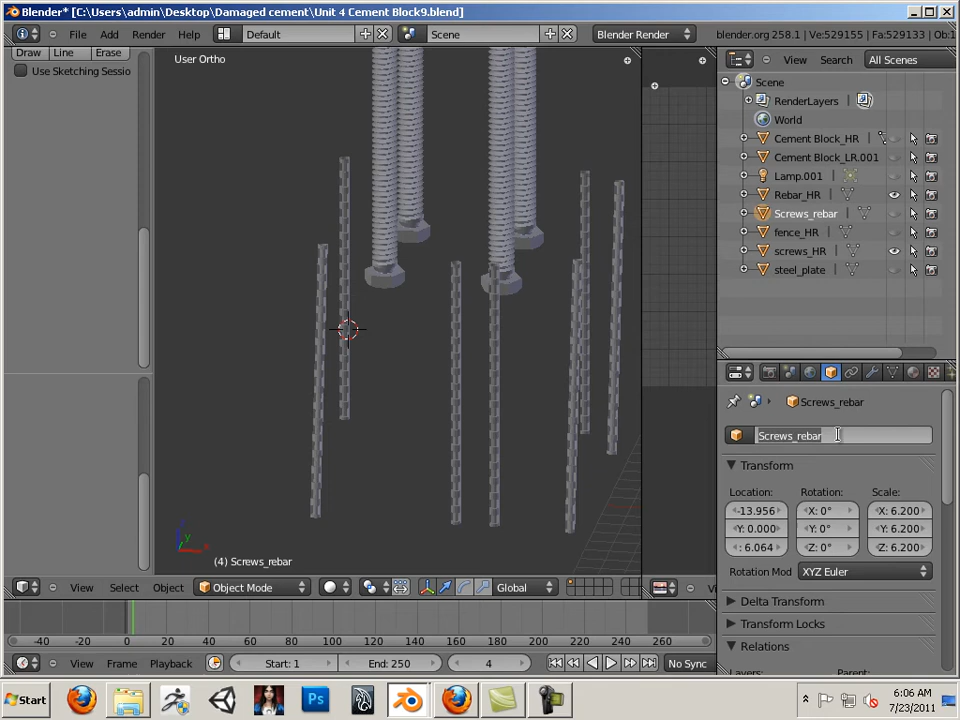 Blender* [C:\Users\admin\Desktop\Damaged cement\Unit 4 Cement Block9.blend]
File Add Render Help Default Scene Blender Render blender.org 258.1 | Ve:529155 | Fa:529133 | Ob:1
Draw Line Erase
Use Sketching Sessio
User Ortho
View Search All Scenes
Scene
RenderLayers
World
Cement Block_HR
Cement Block_LR.001
Lamp.001
Rebar_HR
Screws_rebar
fence_HR
screws_HR
steel_plate
Screws_rebar
Screws_rebar
Transform
Location: Rotation: Scale:
-13.956 X: 0° X: 6.200
Y: 0.000 Y: 0° Y: 6.200
: 6.064 Z: 0° Z: 6.200
Rotation Mod XYZ Euler
Delta Transform
Transform Locks
Relations
z y x
(4) Screws_rebar
View Select Object Object Mode Global
-40 -20 0 20 40 60 80 100 120 140 160 180 200 220 240 260
View Frame Playback Start: 1 End: 250 4 No Sync
Start Ps 6:06 AM
7/23/2011